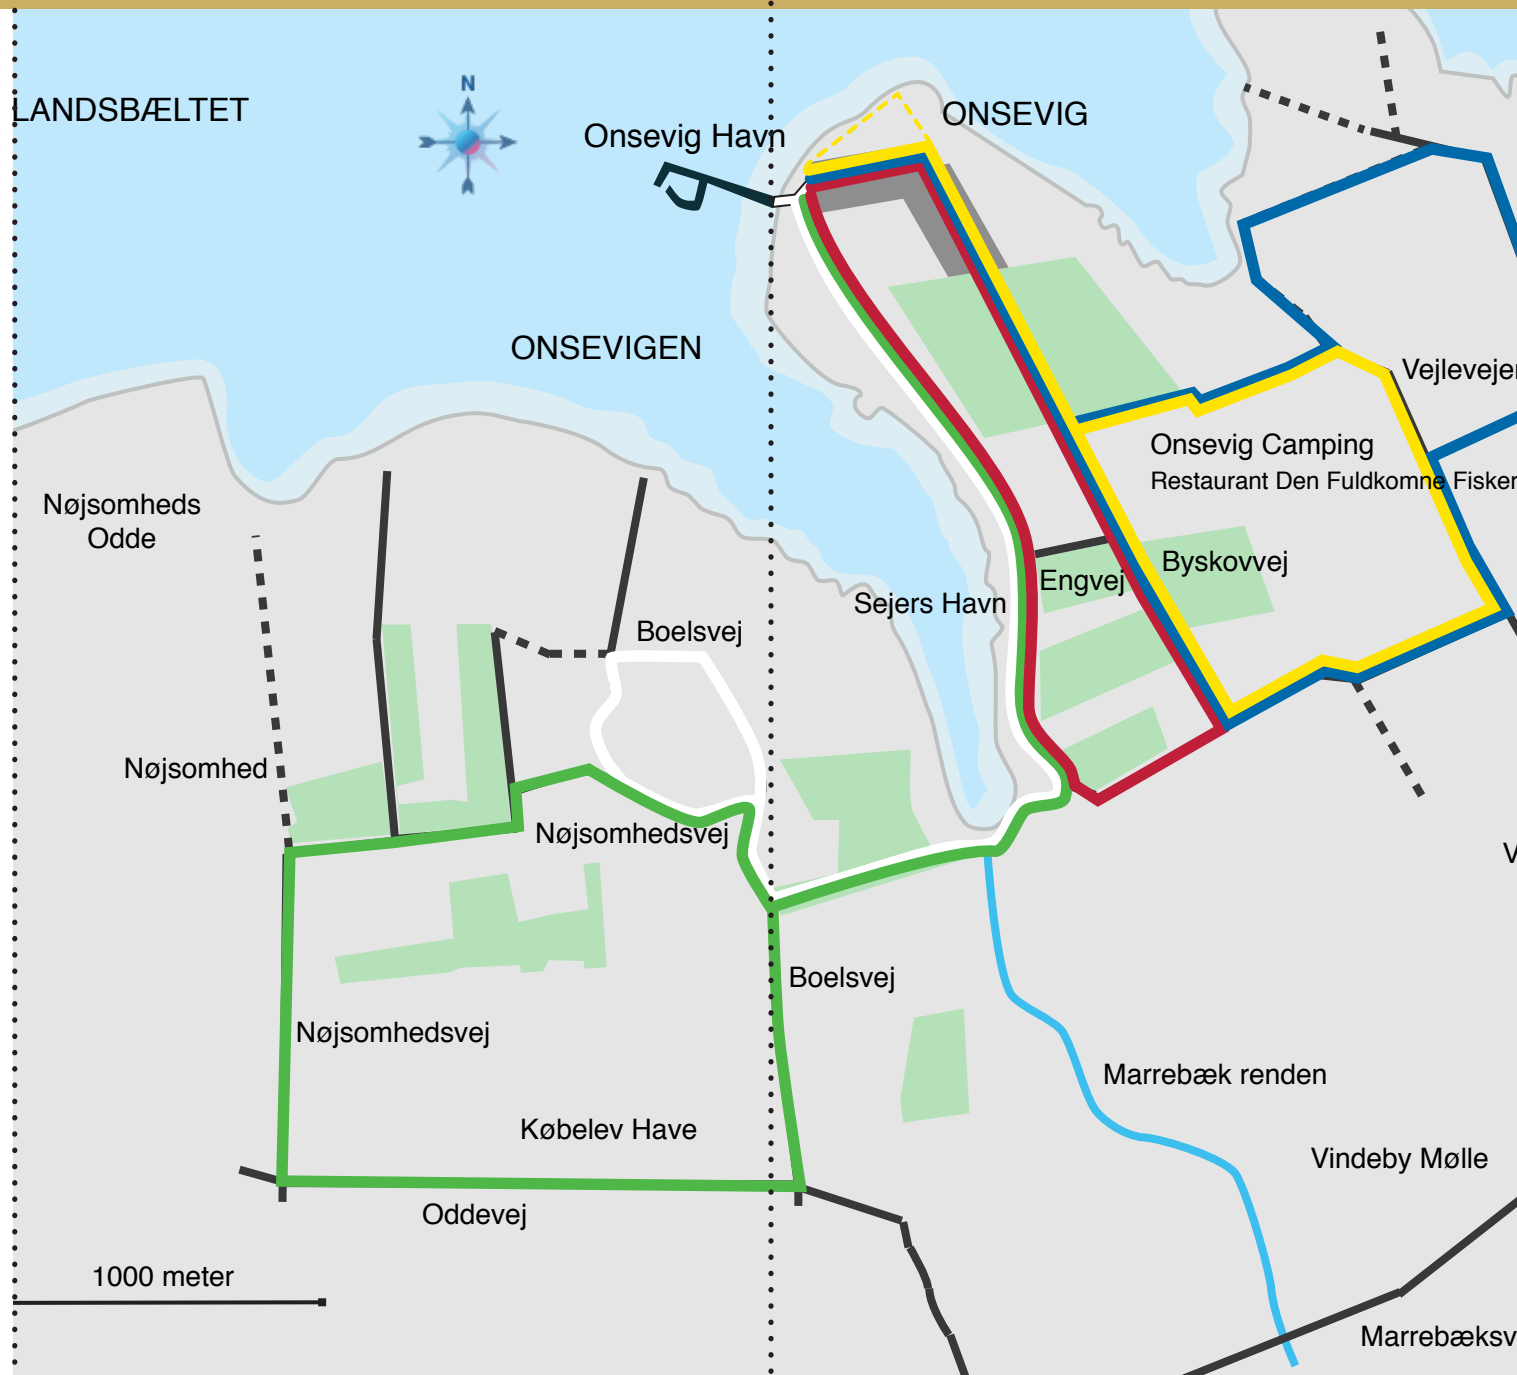 N
LANDSBÆLTET
ONSEVIG
Onsevig Havn
ONSEVIGEN
Vejlevejen
Onsevig Camping
Restaurant Den Fuldkomne Fisker
Nøjsomheds
Odde
Byskovvej
Engvej
Sejers Havn
Boelsvej
Nøjsomhed
Nøjsomhedsvej
V
Boelsvej
Nøjsomhedsvej
Marrebæk renden
Købelev Have
Vindeby Mølle
Oddevej
1000 meter
Marrebæksv